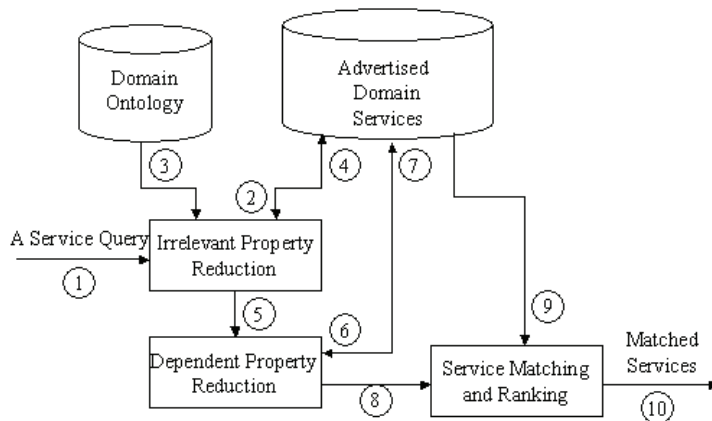 Domain
Ontology
Advertised
Domain
Services
3
2
4
7
A Service Query
1
Irrelevant Property
Reduction
5
6
9
Dependent Property
Reduction
8
Service Matching
and Ranking
Matched
Services
10